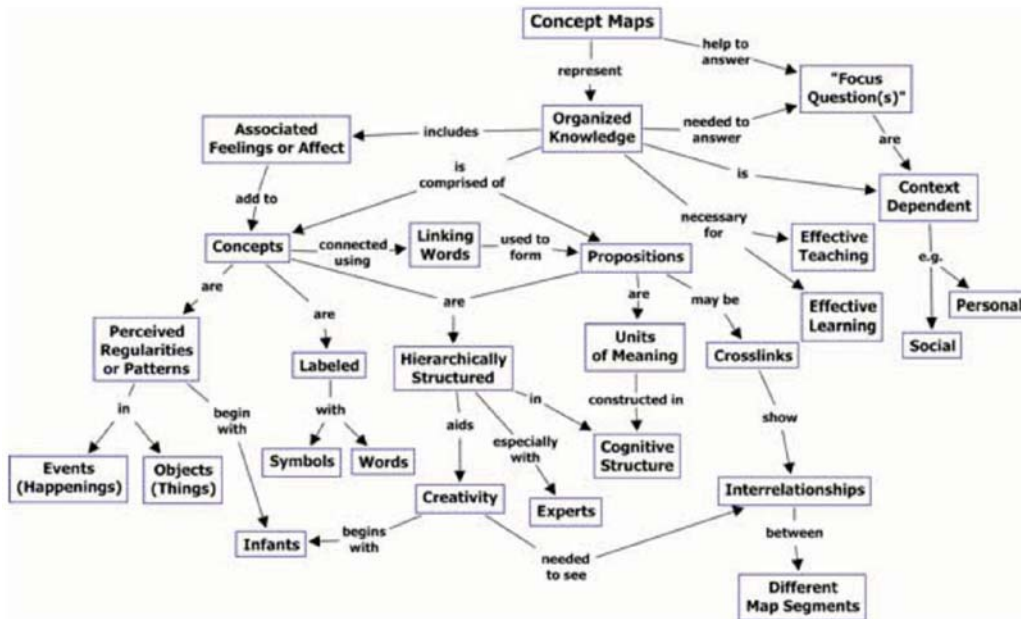 Concept Maps
help to
answer
represent
"Focus
Question(s)"
Organized
Knowledge
needed to
answer
includes
Associated
Feelings or Affect
are
is
comprised of
is
Context
Dependent
add to
necessary
for
Concepts
connected
using
Linking
Words
used to
form
Propositions
Effective
Teaching
e.g.
are
are
are
are
may be
Effective
Learning
Personal
Social
Perceived
Regularities
or Patterns
Labeled
Hierarchically
Structured
Units
of Meaning
Crosslinks
in
begin
with
with
aids
in
constructed in
show
especially
with
Events
(Happenings)
Objects
(Things)
Symbols
Words
Cognitive
Structure
Creativity
Experts
Interrelationships
Infants
begins
with
needed
to see
between
Different
Map Segments